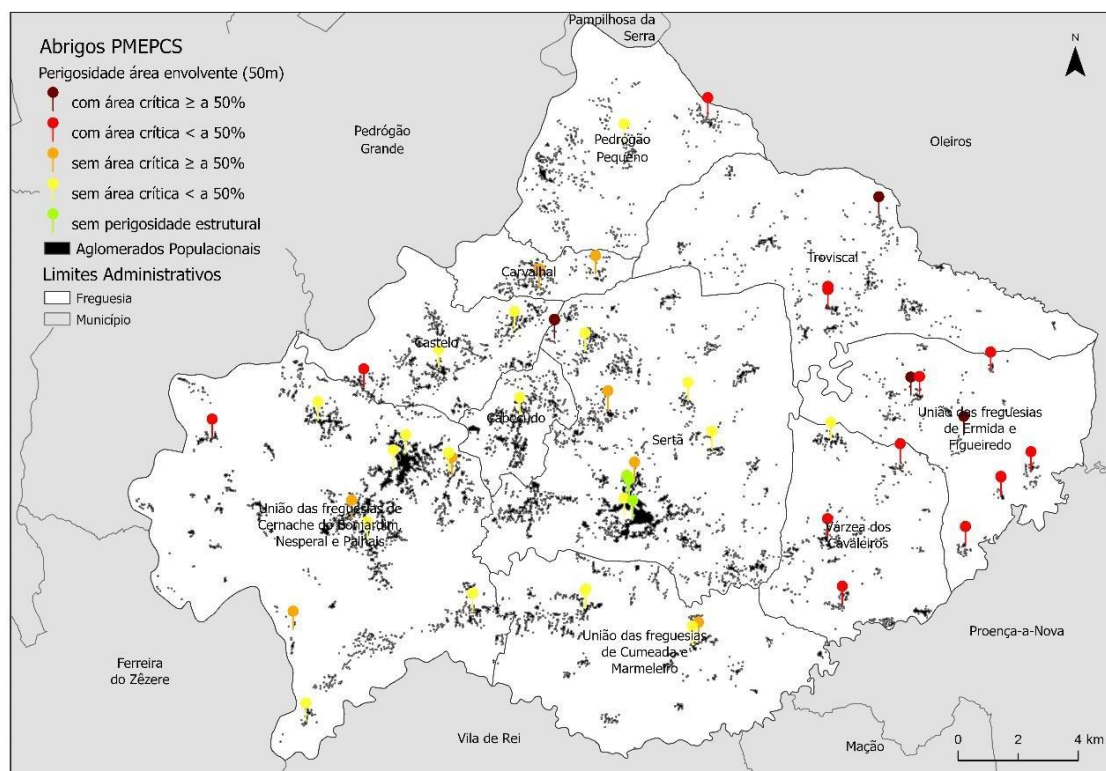 Abrigos PMEPCS
Perigosidade área envolvente (50m)
com área crítica ≥ a 50%
com área crítica < a 50%
sem área crítica ≥ a 50%
sem área crítica < a 50%
sem perigosidade estrutural
Aglomerados Populacionais
Limites Administrativos
Freguesia
Município
Pampilhosa da
Serra
N
Pedrógão
Grande
Pedrógão
Pequeno
Oleiros
Carvalhal
Troviscal
Castelo
Cabeçudo
Sertã
União das freguesias
de Ermida e
Figueiredo
União das freguesias de
Cernache do Bonjardim,
Nesperal e Palhais
Várzea dos
Cavaleiros
União das freguesias
de Cumeada e
Marmeleiro
Proença-a-Nova
Ferreira
do Zêzere
Vila de Rei
Mação
0 2 4 km